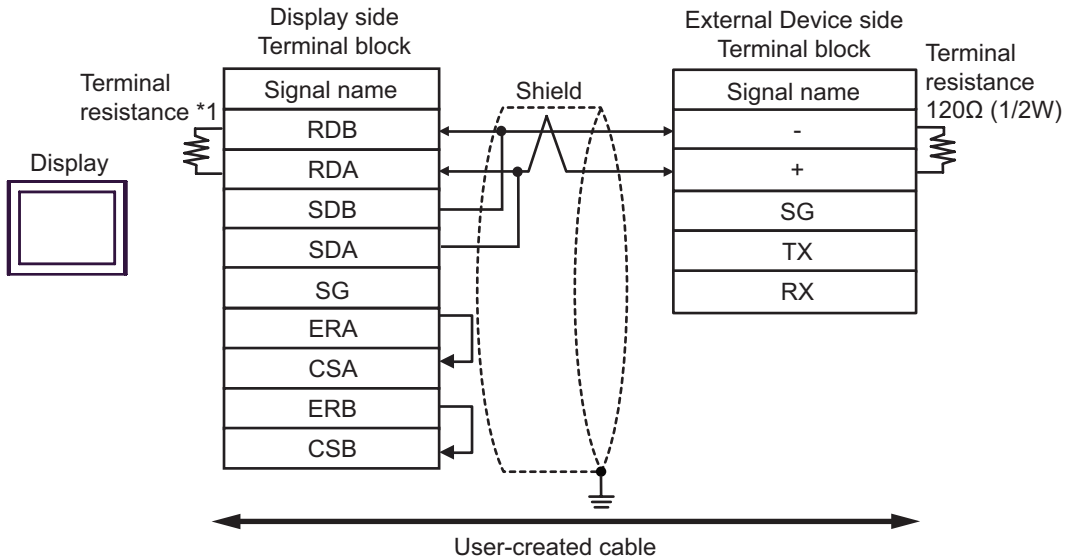 Display side
Terminal block
External Device side
Terminal block
Terminal
resistance *1
Terminal
resistance
120Ω (1/2W)
Signal name
Shield
Signal name
RDB
-
RDA
+
Display
SDB
SG
SDA
TX
SG
RX
ERA
CSA
ERB
CSB
User-created cable